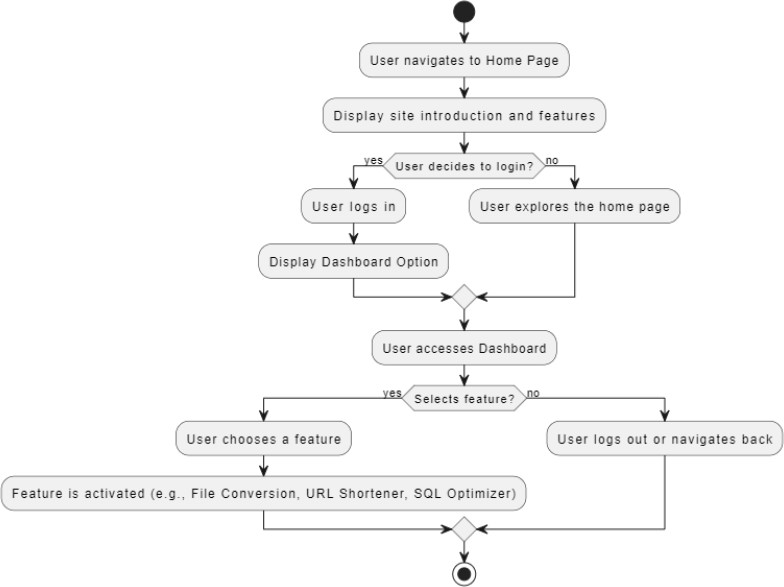 User navigates to Home Page
Display site introduction and features
yes
User decides to login?
no
User logs in
User explores the home page
Display Dashboard Option
User accesses Dashboard
yes
Selects feature?
no
User chooses a feature
User logs out or navigates back
Feature is activated (e.g., File Conversion, URL Shortener, SQL Optimizer)